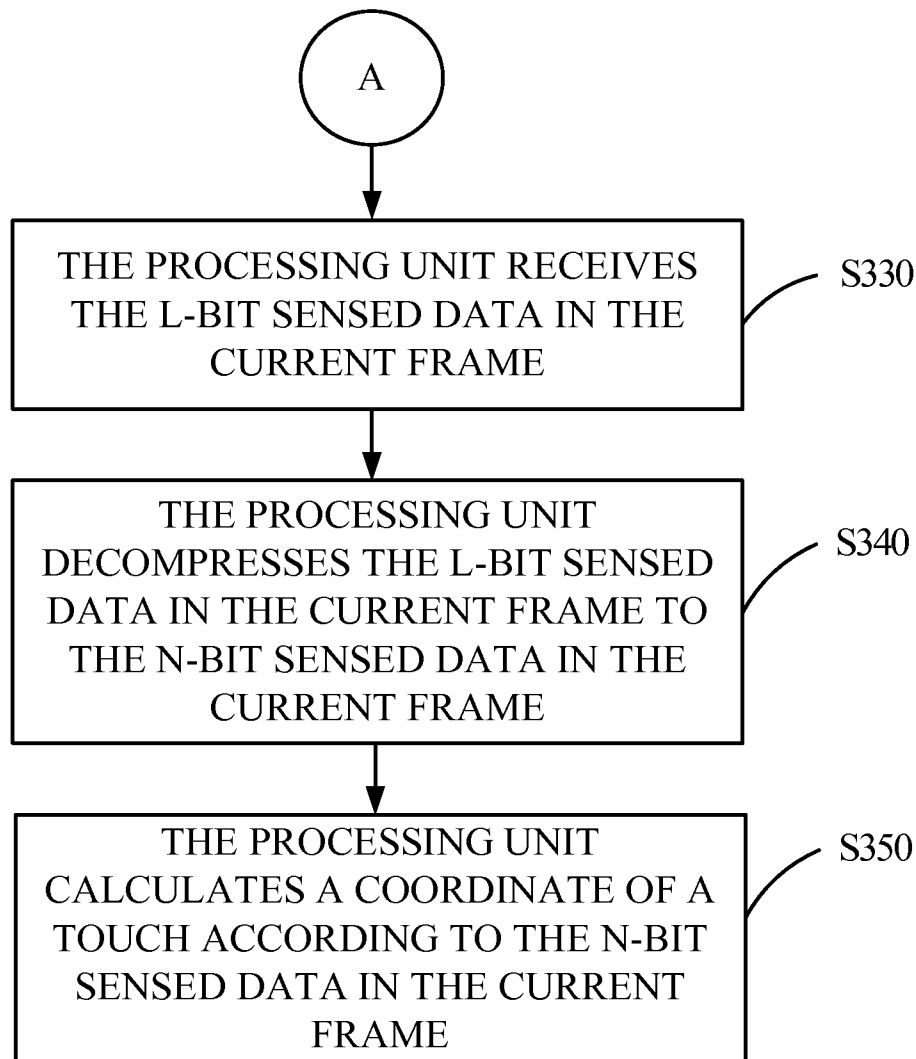 A
THE PROCESSING UNIT RECEIVES
THE L-BIT SENSED DATA IN THE
CURRENT FRAME
S330
THE PROCESSING UNIT
DECOMPRESSES THE L-BIT SENSED
DATA IN THE CURRENT FRAME TO
THE N-BIT SENSED DATA IN THE
CURRENT FRAME
S340
THE PROCESSING UNIT
CALCULATES A COORDINATE OF A
TOUCH ACCORDING TO THE N-BIT
SENSED DATA IN THE CURRENT
FRAME
S350